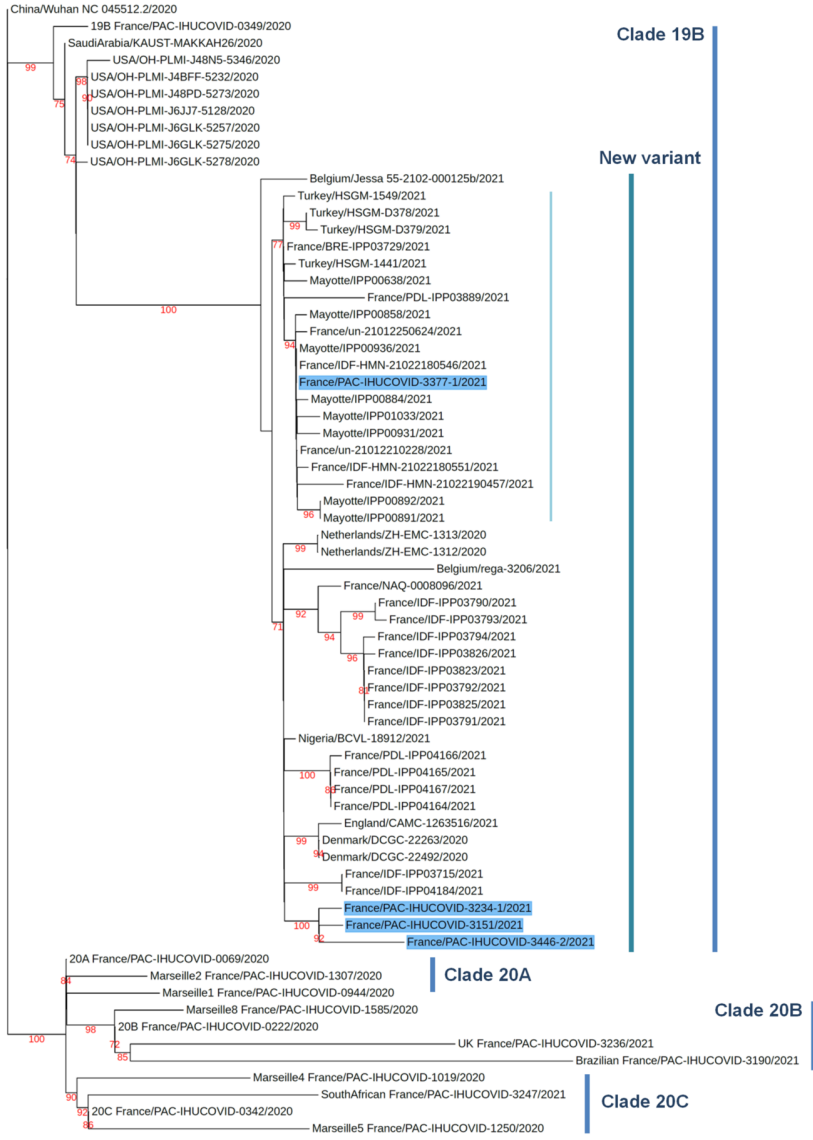 China/Wuhan NC 045512.2/2020
19B France/PAC-IHUCOVID-0349/2020
Clade 19B
SaudiArabia/KAUST-MAKKAH26/2020
USA/OH-PLMI-J48N5-5346/2020
99
98
USA/OH-PLMI-J4BFF-5232/2020
USA/OH-PLMI-J48PD-5273/2020
75
USA/OH-PLMI-J6JJ7-5128/2020
USA/OH-PLMI-J6GLK-5257/2020
USA/OH-PLMI-J6GLK-5275/2020
74
USA/OH-PLMI-J6GLK-5278/2020
New variant
Belgium/Jessa 55-2102-000125b/2021
Turkey/HSGM-1549/2021
Turkey/HSGM-D378/2021
99
Turkey/HSGM-D379/2021
77
France/BRE-IPP03729/2021
Turkey/HSGM-1441/2021
Mayotte/IPP00638/2021
France/PDL-IPP03889/2021
100
Mayotte/IPP00858/2021
France/un-21012250624/2021
94
Mayotte/IPP00936/2021
France/IDF-HMN-21022180546/2021
France/PAC-IHUCOVID-3377-1/2021
Mayotte/IPP00884/2021
Mayotte/IPP01033/2021
Mayotte/IPP00931/2021
France/un-21012210228/2021
France/IDF-HMN-21022180551/2021
France/IDF-HMN-21022190457/2021
Mayotte/IPP00892/2021
96
Mayotte/IPP00891/2021
Netherlands/ZH-EMC-1313/2020
99
Netherlands/ZH-EMC-1312/2020
Belgium/rega-3206/2021
France/NAQ-0008096/2021
France/IDF-IPP03790/2021
92
99
France/IDF-IPP03793/2021
71
94
France/IDF-IPP03794/2021
France/IDF-IPP03826/2021
96
France/IDF-IPP03823/2021
France/IDF-IPP03792/2021
81
France/IDF-IPP03825/2021
France/IDF-IPP03791/2021
Nigeria/BCVL-18912/2021
France/PDL-IPP04166/2021
100
France/PDL-IPP04165/2021
France/PDL-IPP04167/2021
France/PDL-IPP04164/2021
England/CAMC-1263516/2021
99
Denmark/DCGC-22263/2020
94
Denmark/DCGC-22492/2020
France/IDF-IPP03715/2021
99
France/IDF-IPP04184/2021
France/PAC-IHUCOVID-3234-1/2021
100
France/PAC-IHUCOVID-3151/2021
92
France/PAC-IHUCOVID-3446-2/2021
20A France/PAC-IHUCOVID-0069/2020
Clade 20A
84
Marseille2 France/PAC-IHUCOVID-1307/2020
Marseille1 France/PAC-IHUCOVID-0944/2020
Marseille8 France/PAC-IHUCOVID-1585/2020
Clade 20B
98
20B France/PAC-IHUCOVID-0222/2020
100
72
UK France/PAC-IHUCOVID-3236/2021
85
Brazilian France/PAC-IHUCOVID-3190/2021
Marseille4 France/PAC-IHUCOVID-1019/2020
90
SouthAfrican France/PAC-IHUCOVID-3247/2021
Clade 20C
92
20C France/PAC-IHUCOVID-0342/2020
86
Marseille5 France/PAC-IHUCOVID-1250/2020